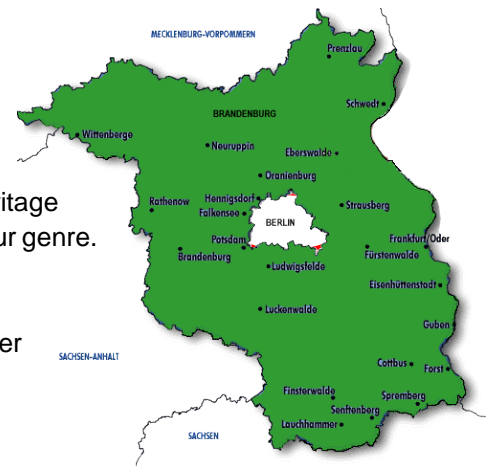 MECKLENBURG-VORPOMMERN
Prenzlau
Schwedt
BRANDENBURG
Wittenberge
Neuruppin
Eberswalde
Oranienburg
ritage
Rathenow
Hennigsdorf
Strausberg
Falkensee
BERLIN
ur genre.
Potsdam
Frankfurt/Oder
Brandenburg
Fürstenwalde
Ludwigsfelde
Eisenhüttenstadt
Luckenwalde
Guben
er
SACHSEN-ANHALT
Cottbus
Forst
Finsterwalde
Spremberg
Senftenberg
Lauchhammer
SACHSEN